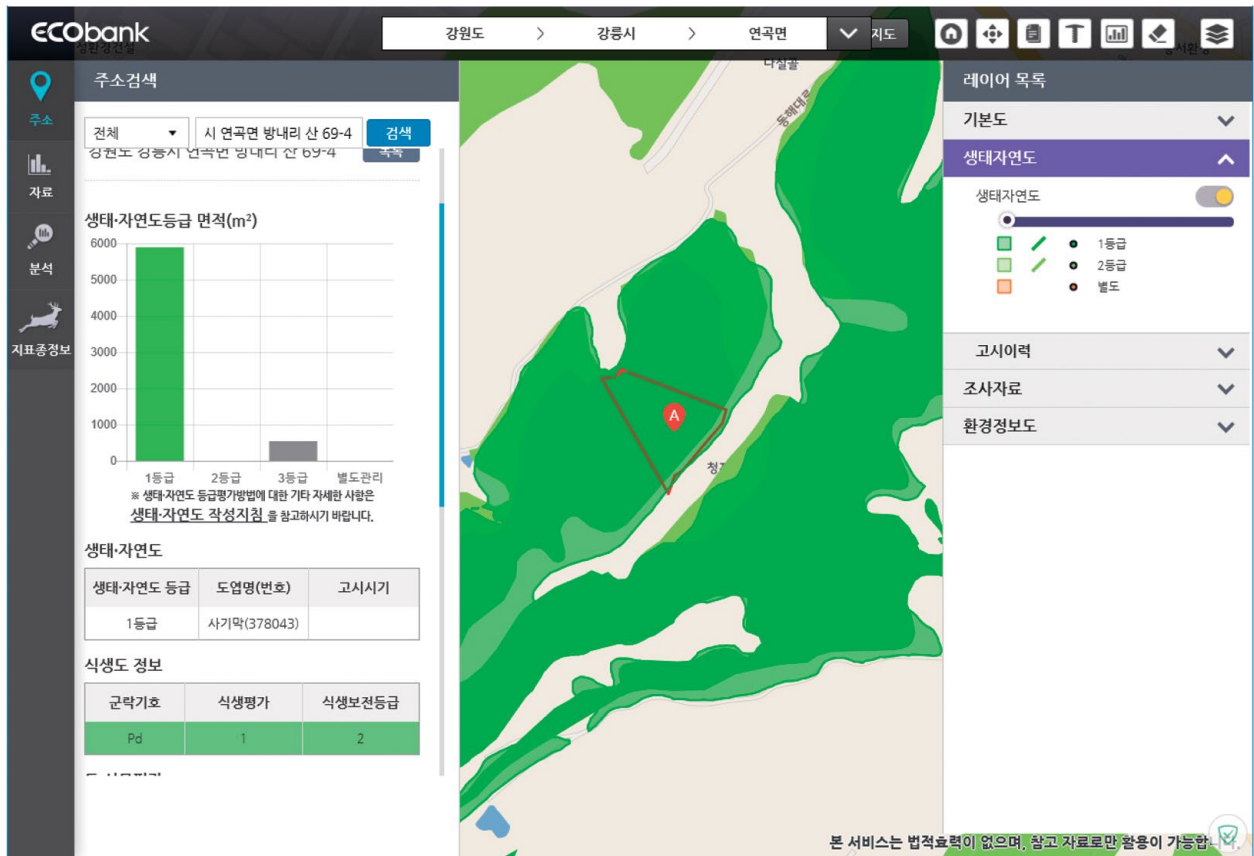 ECObank
강원도 > 강릉시 > 연곡면
지도
주소
자료
분석
지표종정보
주소검색
전체
시 연곡면 방내리 산 69-4
검색
강원도 강릉시 연곡면 방내리 산 69-4
목록
생태·자연도등급 면적(m²)
6000
5000
4000
3000
2000
1000
0
1등급 2등급 3등급 별도관리
※ 생태·자연도 등급평가방법에 대한 기타 자세한 사항은
생태·자연도 작성지침 을 참고하시기 바랍니다.
생태·자연도
생태·자연도 등급 도엽명(번호) 고시시기
1등급 사기막(378043)
식생도 정보
군락기호 식생평가 식생보전등급
Pd 1 2
다실골
동해대로
A
레이어 목록
기본도
생태자연도
생태자연도
1등급
2등급
별도
고시이력
조사자료
환경정보도
본 서비스는 법적효력이 없으며, 참고 자료로만 활용이 가능합니다.